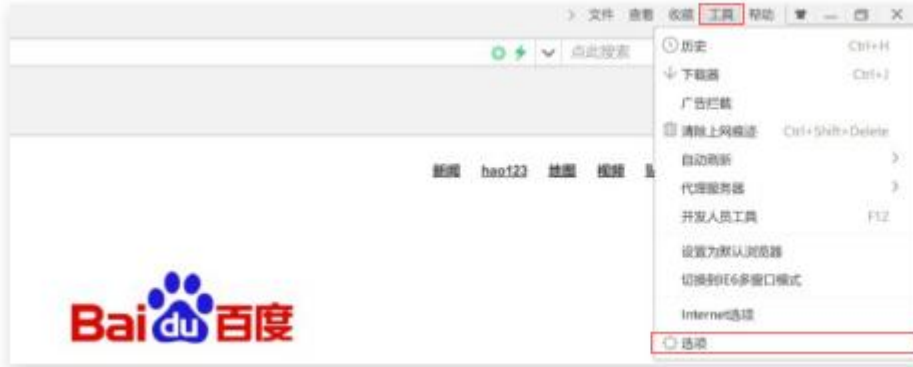 文件 查看 收藏 工具 帮助
点此搜索
历史 Ctrl+H
下载器 Ctrl+J
广告拦截
清除上网痕迹 Ctrl+Shift+Delete
自动刷新
代理服务器
开发人员工具 F12
设置为默认浏览器
切换到IE6多窗口模式
Internet选项
选项
新闻 hao123 地图 视频
Bai du 百度